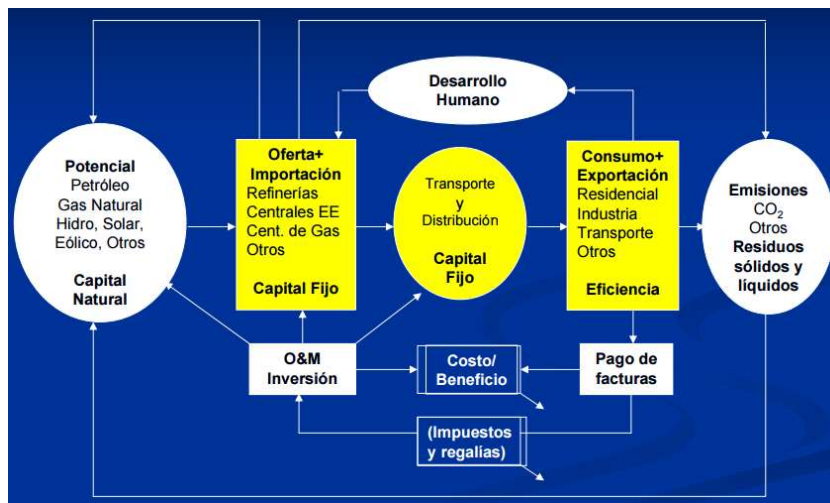 Desarrollo
Humano
Potencial
Petróleo
Gas Natural
Hidro, Solar,
Eólico, Otros
Capital
Natural
Oferta+
Importación
Refinerías
Centrales EE
Cent. de Gas
Otros
Capital Fijo
Transporte
y
Distribución
Capital
Fijo
Consumo+
Exportación
Residencial
Industria
Transporte
Otros
Eficiencia
Emisiones
CO₂
Otros
Residuos
sólidos y
líquidos
O&M
Inversión
Costo/
Beneficio
Pago de
facturas
(Impuestos
y regalias)